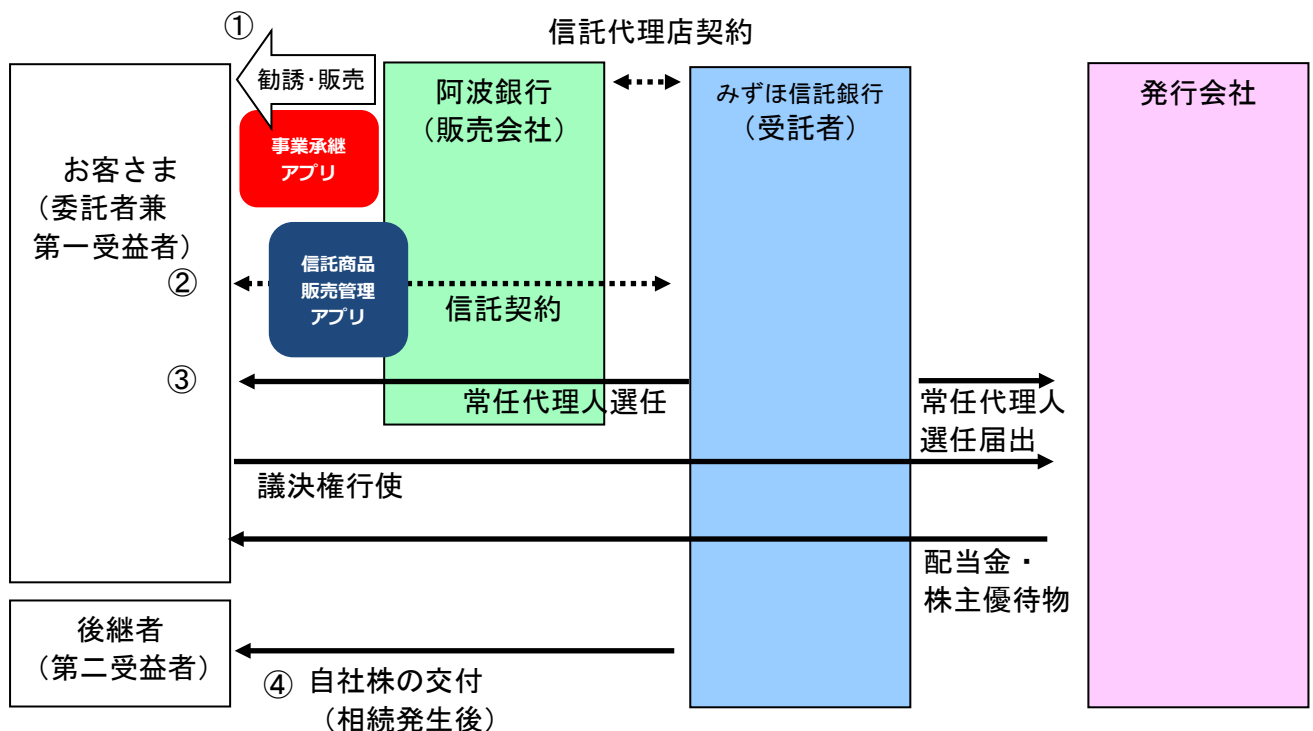 ①
信託代理店契約
勧誘・販売
阿波銀行
（販売会社）
みずほ信託銀行
（受託者）
発行会社
事業承継
アプリ
お客さま
（委託者兼
第一受益者）
信託商品
販売管理
アプリ
②
信託契約
③
常任代理人選任
常任代理人
選任届出
議決権行使
配当金・
株主優待物
後継者
（第二受益者）
④ 自社株の交付
（相続発生後）